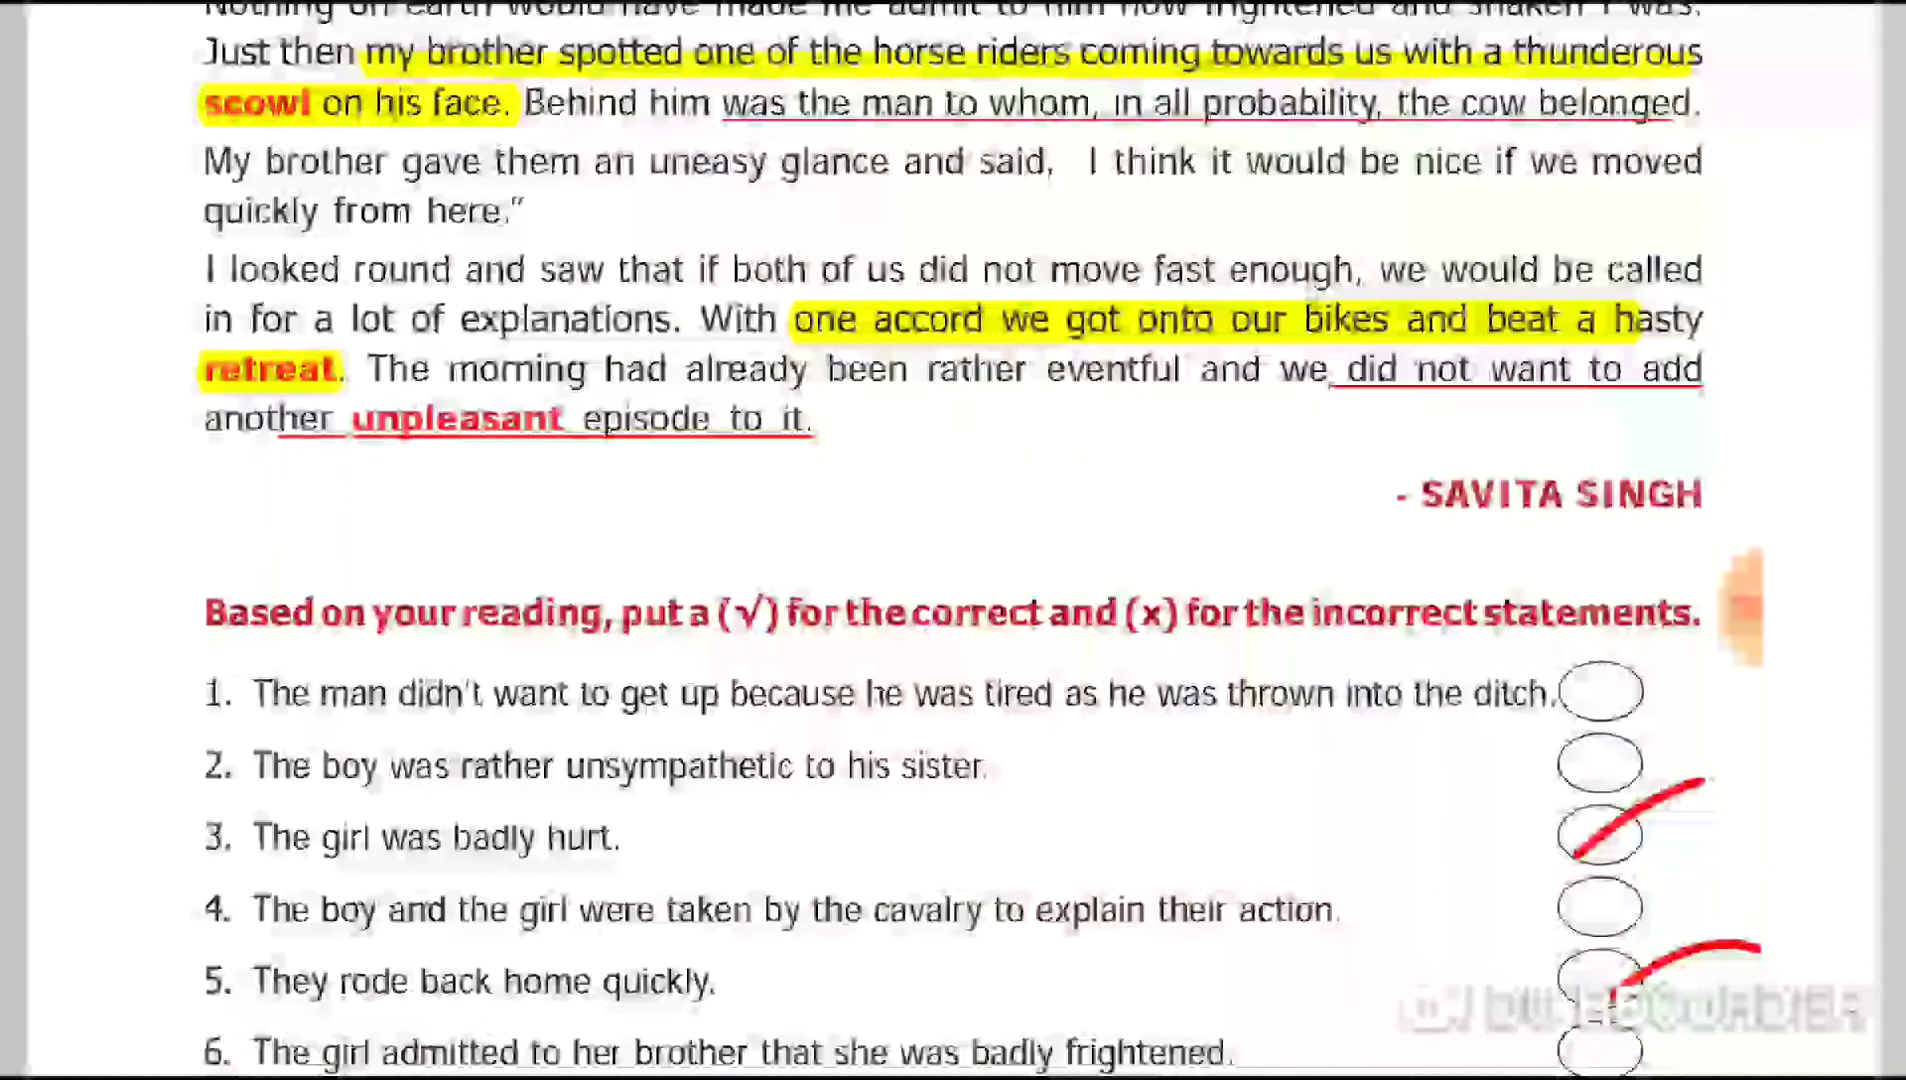 Nothing on earth would have made me admit to him how frightened and shaken I was.
Just then my brother spotted one of the horse riders coming towards us with a thunderous
scowl on his face. Behind him was the man to whom, in all probability, the cow belonged.
My brother gave them an uneasy glance and said, I think it would be nice if we moved
quickly from here."
I looked round and saw that if both of us did not move fast enough, we would be called
in for a lot of explanations. With one accord we got onto our bikes and beat a hasty
retreat. The morning had already been rather eventful and we did not want to add
another unpleasant episode to it.
- SAVITA SINGH
Based on your reading, put a (√) for the correct and (x) for the incorrect statements.
1. The man didn't want to get up because he was tired as he was thrown into the ditch.
2. The boy was rather unsympathetic to his sister.
3. The girl was badly hurt.
4. The boy and the girl were taken by the cavalry to explain their action.
5. They rode back home quickly.
6. The girl admitted to her brother that she was badly frightened.